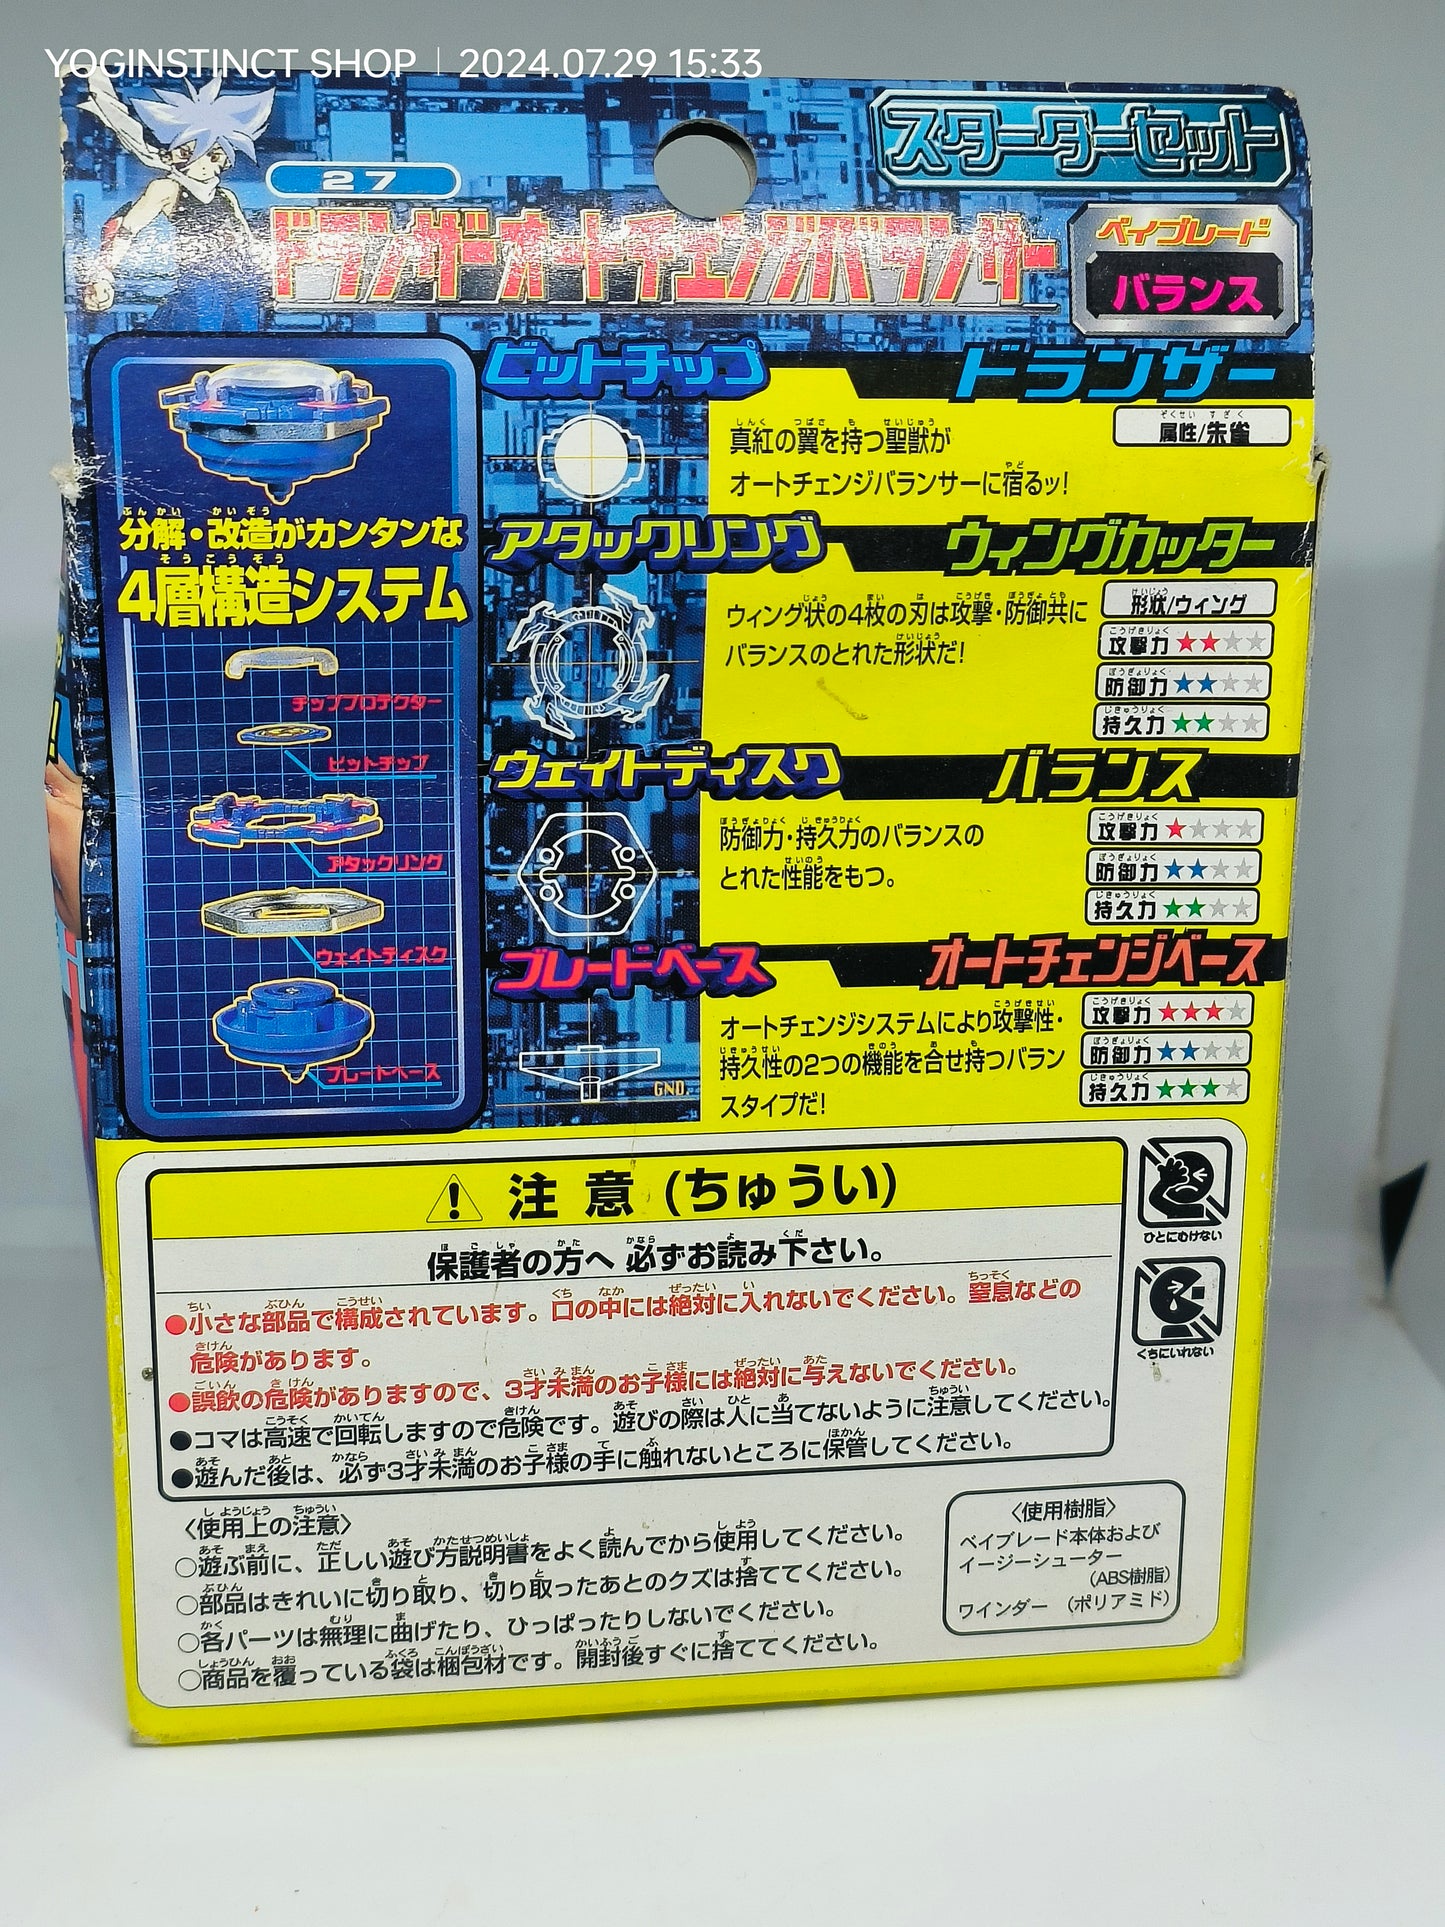 YOGINSTINCT SHOP | 2024.07.29 15:33
スターターセット
27
ドランザーオートチェンジバランサー
ベイブレード
バランス
分解・改造がカンタンな
4層構造システム
チッププロテクター
ビットチップ
アタックリング
ウェイトディスク
ブレードベース
ビットチップ
ドランザー
属性/朱雀
真紅の翼を持つ聖獣が
オートチェンジバランサーに宿るッ!
アタックリング
ウィングカッター
形状/ウィング
ウィング状の4枚の刃は攻撃・防御共に
バランスのとれた形状だ!
攻撃力 ★★★★
防御力 ★★★★
持久力 ★★★★
ウェイトディスク
バランス
防御力・持久力のバランスの
とれた性能をもつ。
攻撃力 ★★★★
防御力 ★★★★
持久力 ★★★★
ブレードベース
オートチェンジベース
オートチェンジシステムにより攻撃性・
持久性の2つの機能を合せ持つバラン
スタイプだ!
攻撃力 ★★★★
防御力 ★★★★
持久力 ★★★★
GND
注意(ちゅうい)
保護者の方へ 必ずお読み下さい。
●小さな部品で構成されています。口の中には絶対に入れないでください。窒息などの
危険があります。
●誤飲の危険がありますので、3才未満のお子様には絶対に与えないでください。
●コマは高速で回転しますので危険です。遊びの際は人に当てないように注意してください。
●遊んだ後は、必ず3才未満のお子様の手に触れないところに保管してください。
ひとにむけない
くちにいれない
〈使用上の注意〉
○遊ぶ前に、正しい遊び方説明書をよく読んでから使用してください。
○部品はきれいに切り取り、切り取ったあとのクズは捨ててください。
○各パーツは無理に曲げたり、ひっぱったりしないでください。
○商品を覆っている袋は梱包材です。開封後すぐに捨ててください。
〈使用樹脂〉
ベイブレード本体および
イージーシューター
(ABS樹脂)
ワインダー (ポリアミド)